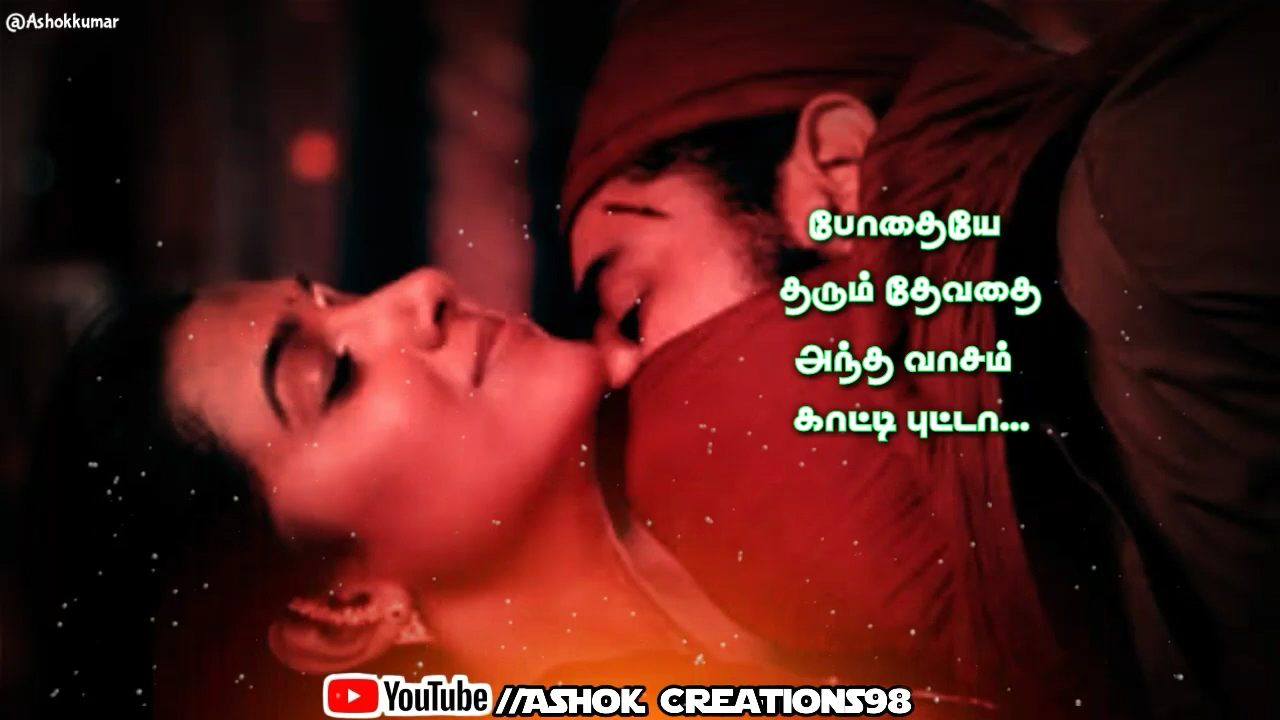 @Ashokkumar
போதையே
தரும் தேவதை
அந்த வாசம்
காட்டி புட்டா...
YouTube //ASHOK CREATIONS98